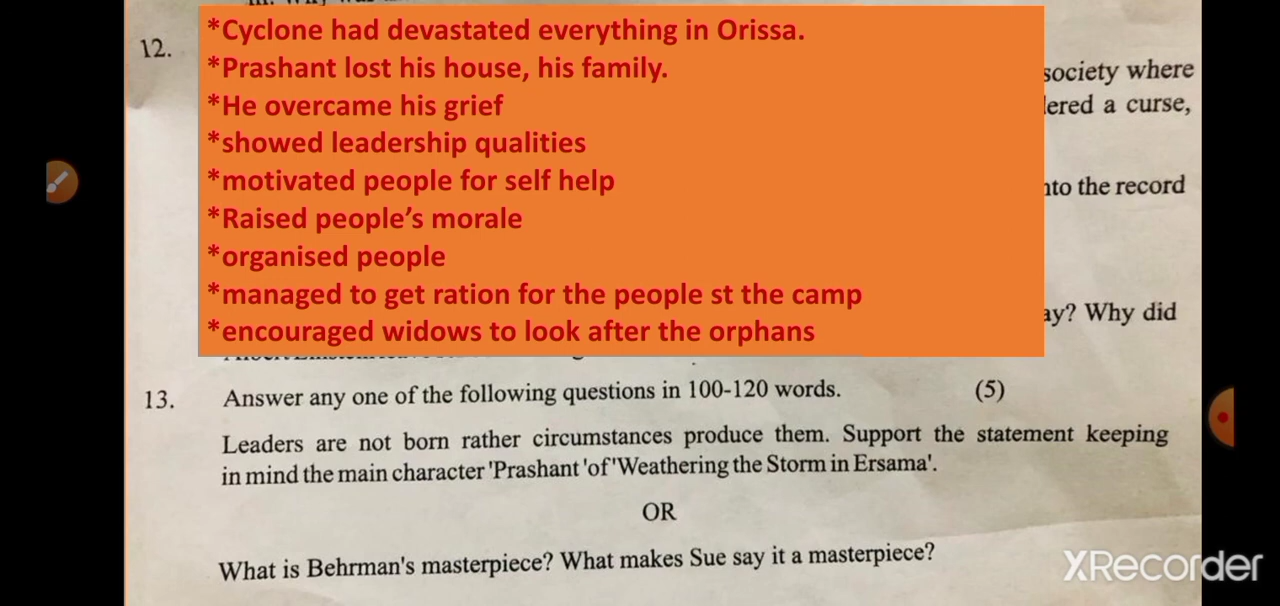 12.
*Cyclone had devastated everything in Orissa.
*Prashant lost his house, his family.
society where
*He overcame his grief
ered a curse,
*showed leadership qualities
*motivated people for self help
to the record
*Raised people's morale
*organised people
*managed to get ration for the people st the camp
ay? Why did
*encouraged widows to look after the orphans
13. Answer any one of the following questions in 100-120 words. (5)
Leaders are not born rather circumstances produce them. Support the statement keeping
in mind the main character 'Prashant 'of 'Weathering the Storm in Ersama'.
OR
What is Behrman's masterpiece? What makes Sue say it a masterpiece?
XRecorder